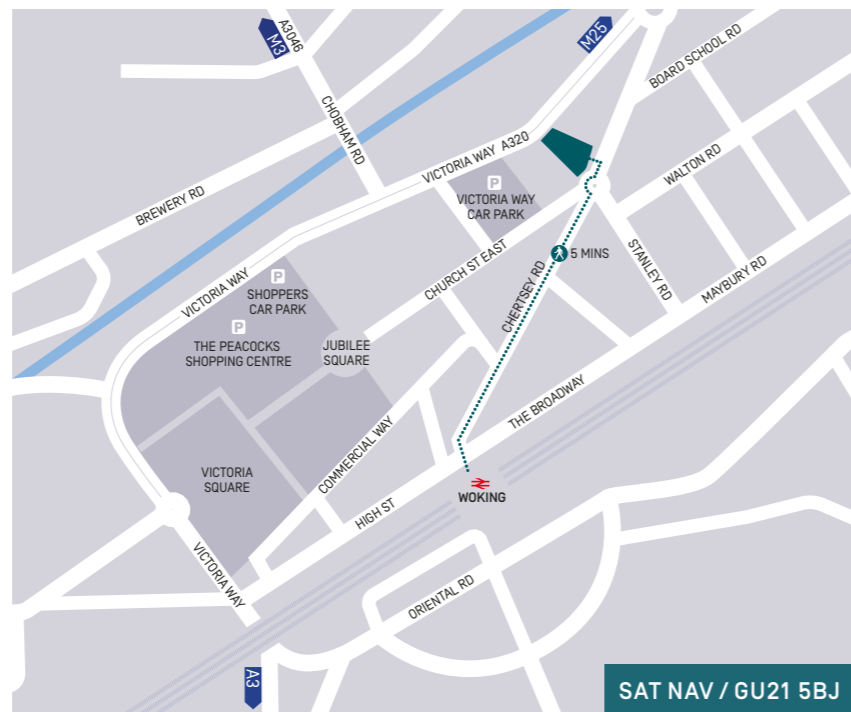 M3
A3046
M25
BOARD SCHOOL RD
CHOBHAM RD
VICTORIA WAY A320
WALTON RD
P
VICTORIA WAY
CAR PARK
BREWERY RD
STANLEY RD
5 MINS
CHURCH ST EAST
MAYBURY RD
VICTORIA WAY
P
SHOPPERS
CAR PARK
CHERTSEY RD
P
THE PEACOCKS
SHOPPING CENTRE
JUBILEE
SQUARE
THE BROADWAY
COMMERCIAL WAY
VICTORIA
SQUARE
WOKING
HIGH ST
VICTORIA WAY
ORIENTAL RD
A3
SAT NAV / GU21 5BJ